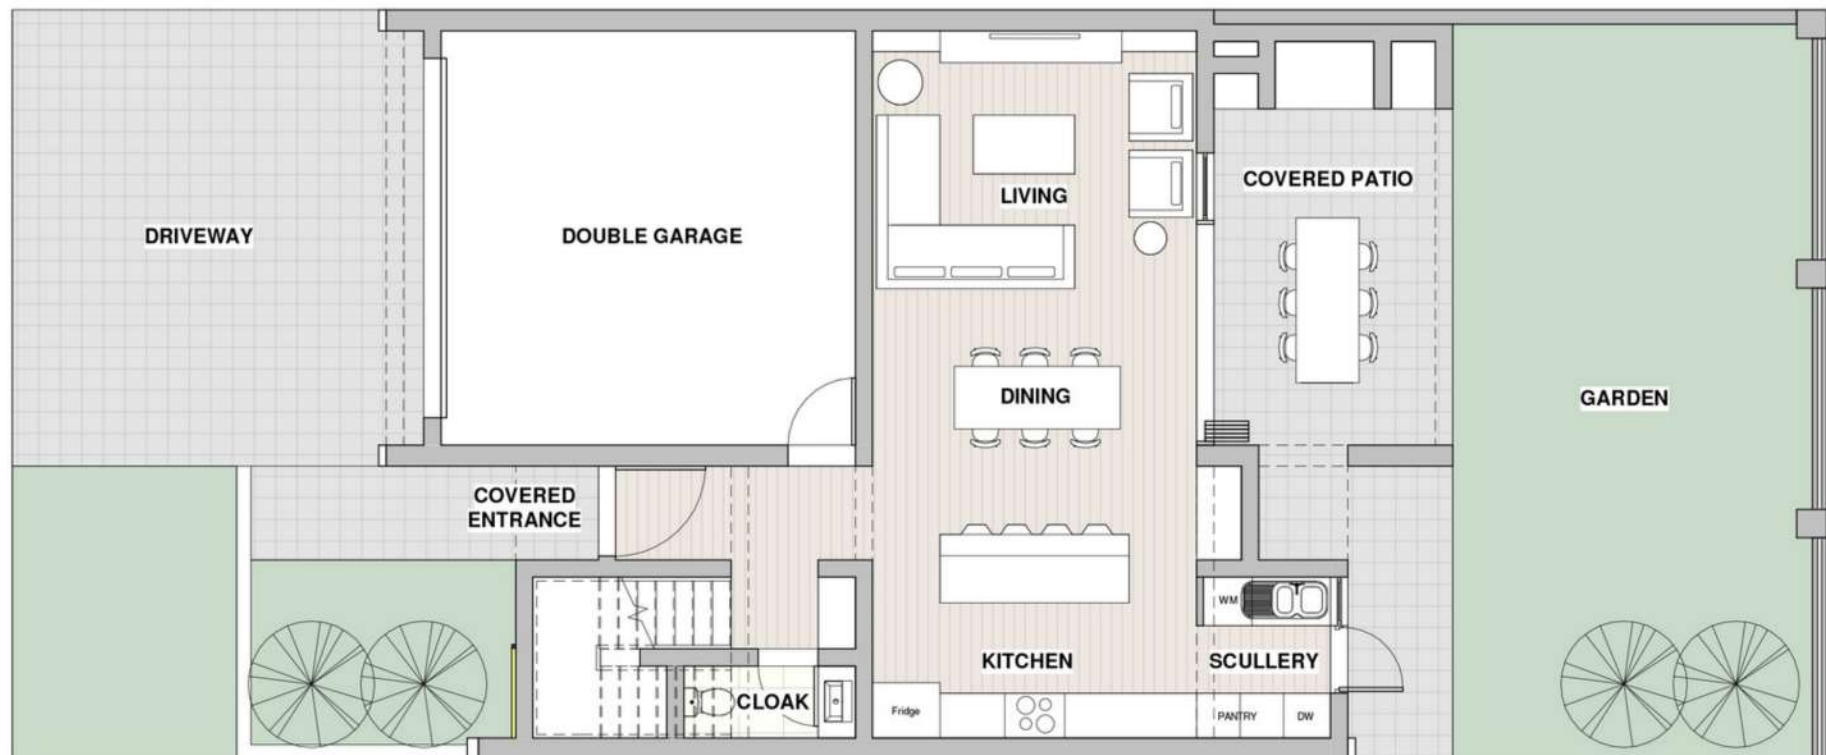 DRIVEWAY
DOUBLE GARAGE
LIVING
COVERED PATIO
DINING
GARDEN
COVERED
ENTRANCE
WM
KITCHEN
SCULLERY
CLOAK
Fridge
PANTRY
DW